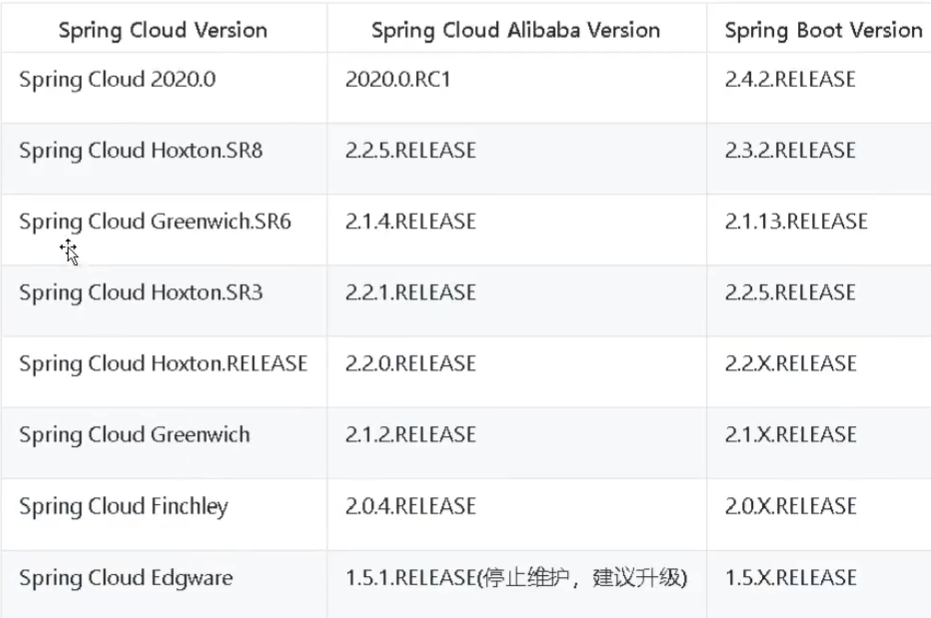 Spring Cloud Version Spring Cloud Alibaba Version Spring Boot Version
Spring Cloud 2020.0 2020.0.RC1 2.4.2.RELEASE
Spring Cloud Hoxton.SR8 2.2.5.RELEASE 2.3.2.RELEASE
Spring Cloud Greenwich.SR6 2.1.4.RELEASE 2.1.13.RELEASE
Spring Cloud Hoxton.SR3 2.2.1.RELEASE 2.2.5.RELEASE
Spring Cloud Hoxton.RELEASE 2.2.0.RELEASE 2.2.X.RELEASE
Spring Cloud Greenwich 2.1.2.RELEASE 2.1.X.RELEASE
Spring Cloud Finchley 2.0.4.RELEASE 2.0.X.RELEASE
Spring Cloud Edgware 1.5.1.RELEASE(停止维护，建议升级) 1.5.X.RELEASE